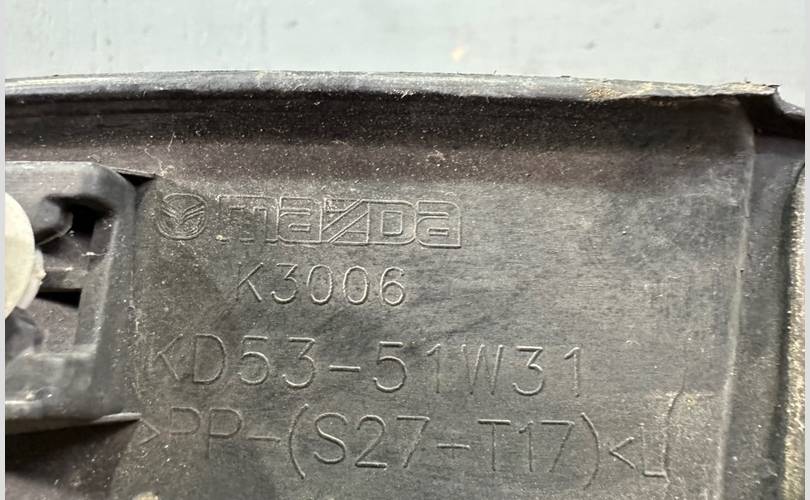 mazda
K3006
KD53-51W31
>PP-(S27-T17)<L